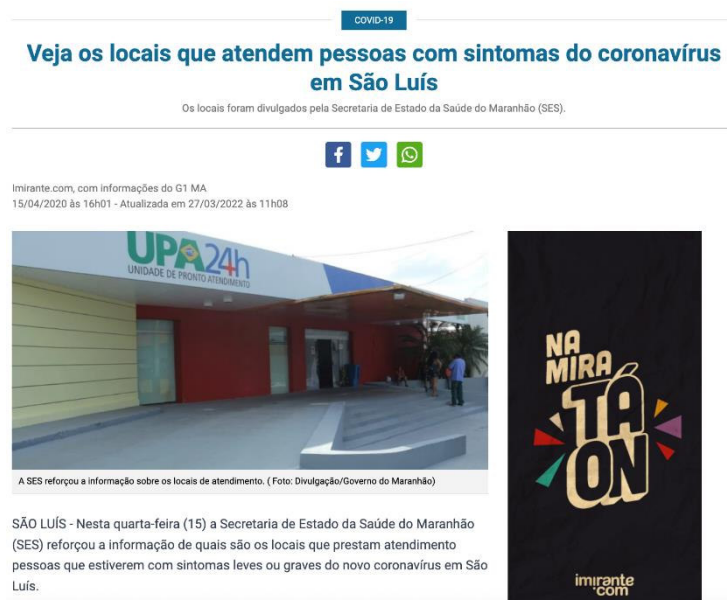 COVID-19
Veja os locais que atendem pessoas com sintomas do coronavírus
em São Luís
Os locais foram divulgados pela Secretaria de Estado da Saúde do Maranhão (SES).
Imirante.com, com informações do G1 MA
15/04/2020 às 16h01 - Atualizada em 27/03/2022 às 11h08
UPA24h
UNIDADE DE PRONTO ATENDIMENTO
NA
MIRA
TÁ
ON
imirante
.com
A SES reforçou a informação sobre os locais de atendimento. ( Foto: Divulgação/Governo do Maranhão)
SÃO LUÍS - Nesta quarta-feira (15) a Secretaria de Estado da Saúde do Maranhão
(SES) reforçou a informação de quais são os locais que prestam atendimento
pessoas que estiverem com sintomas leves ou graves do novo coronavírus em São
Luís.